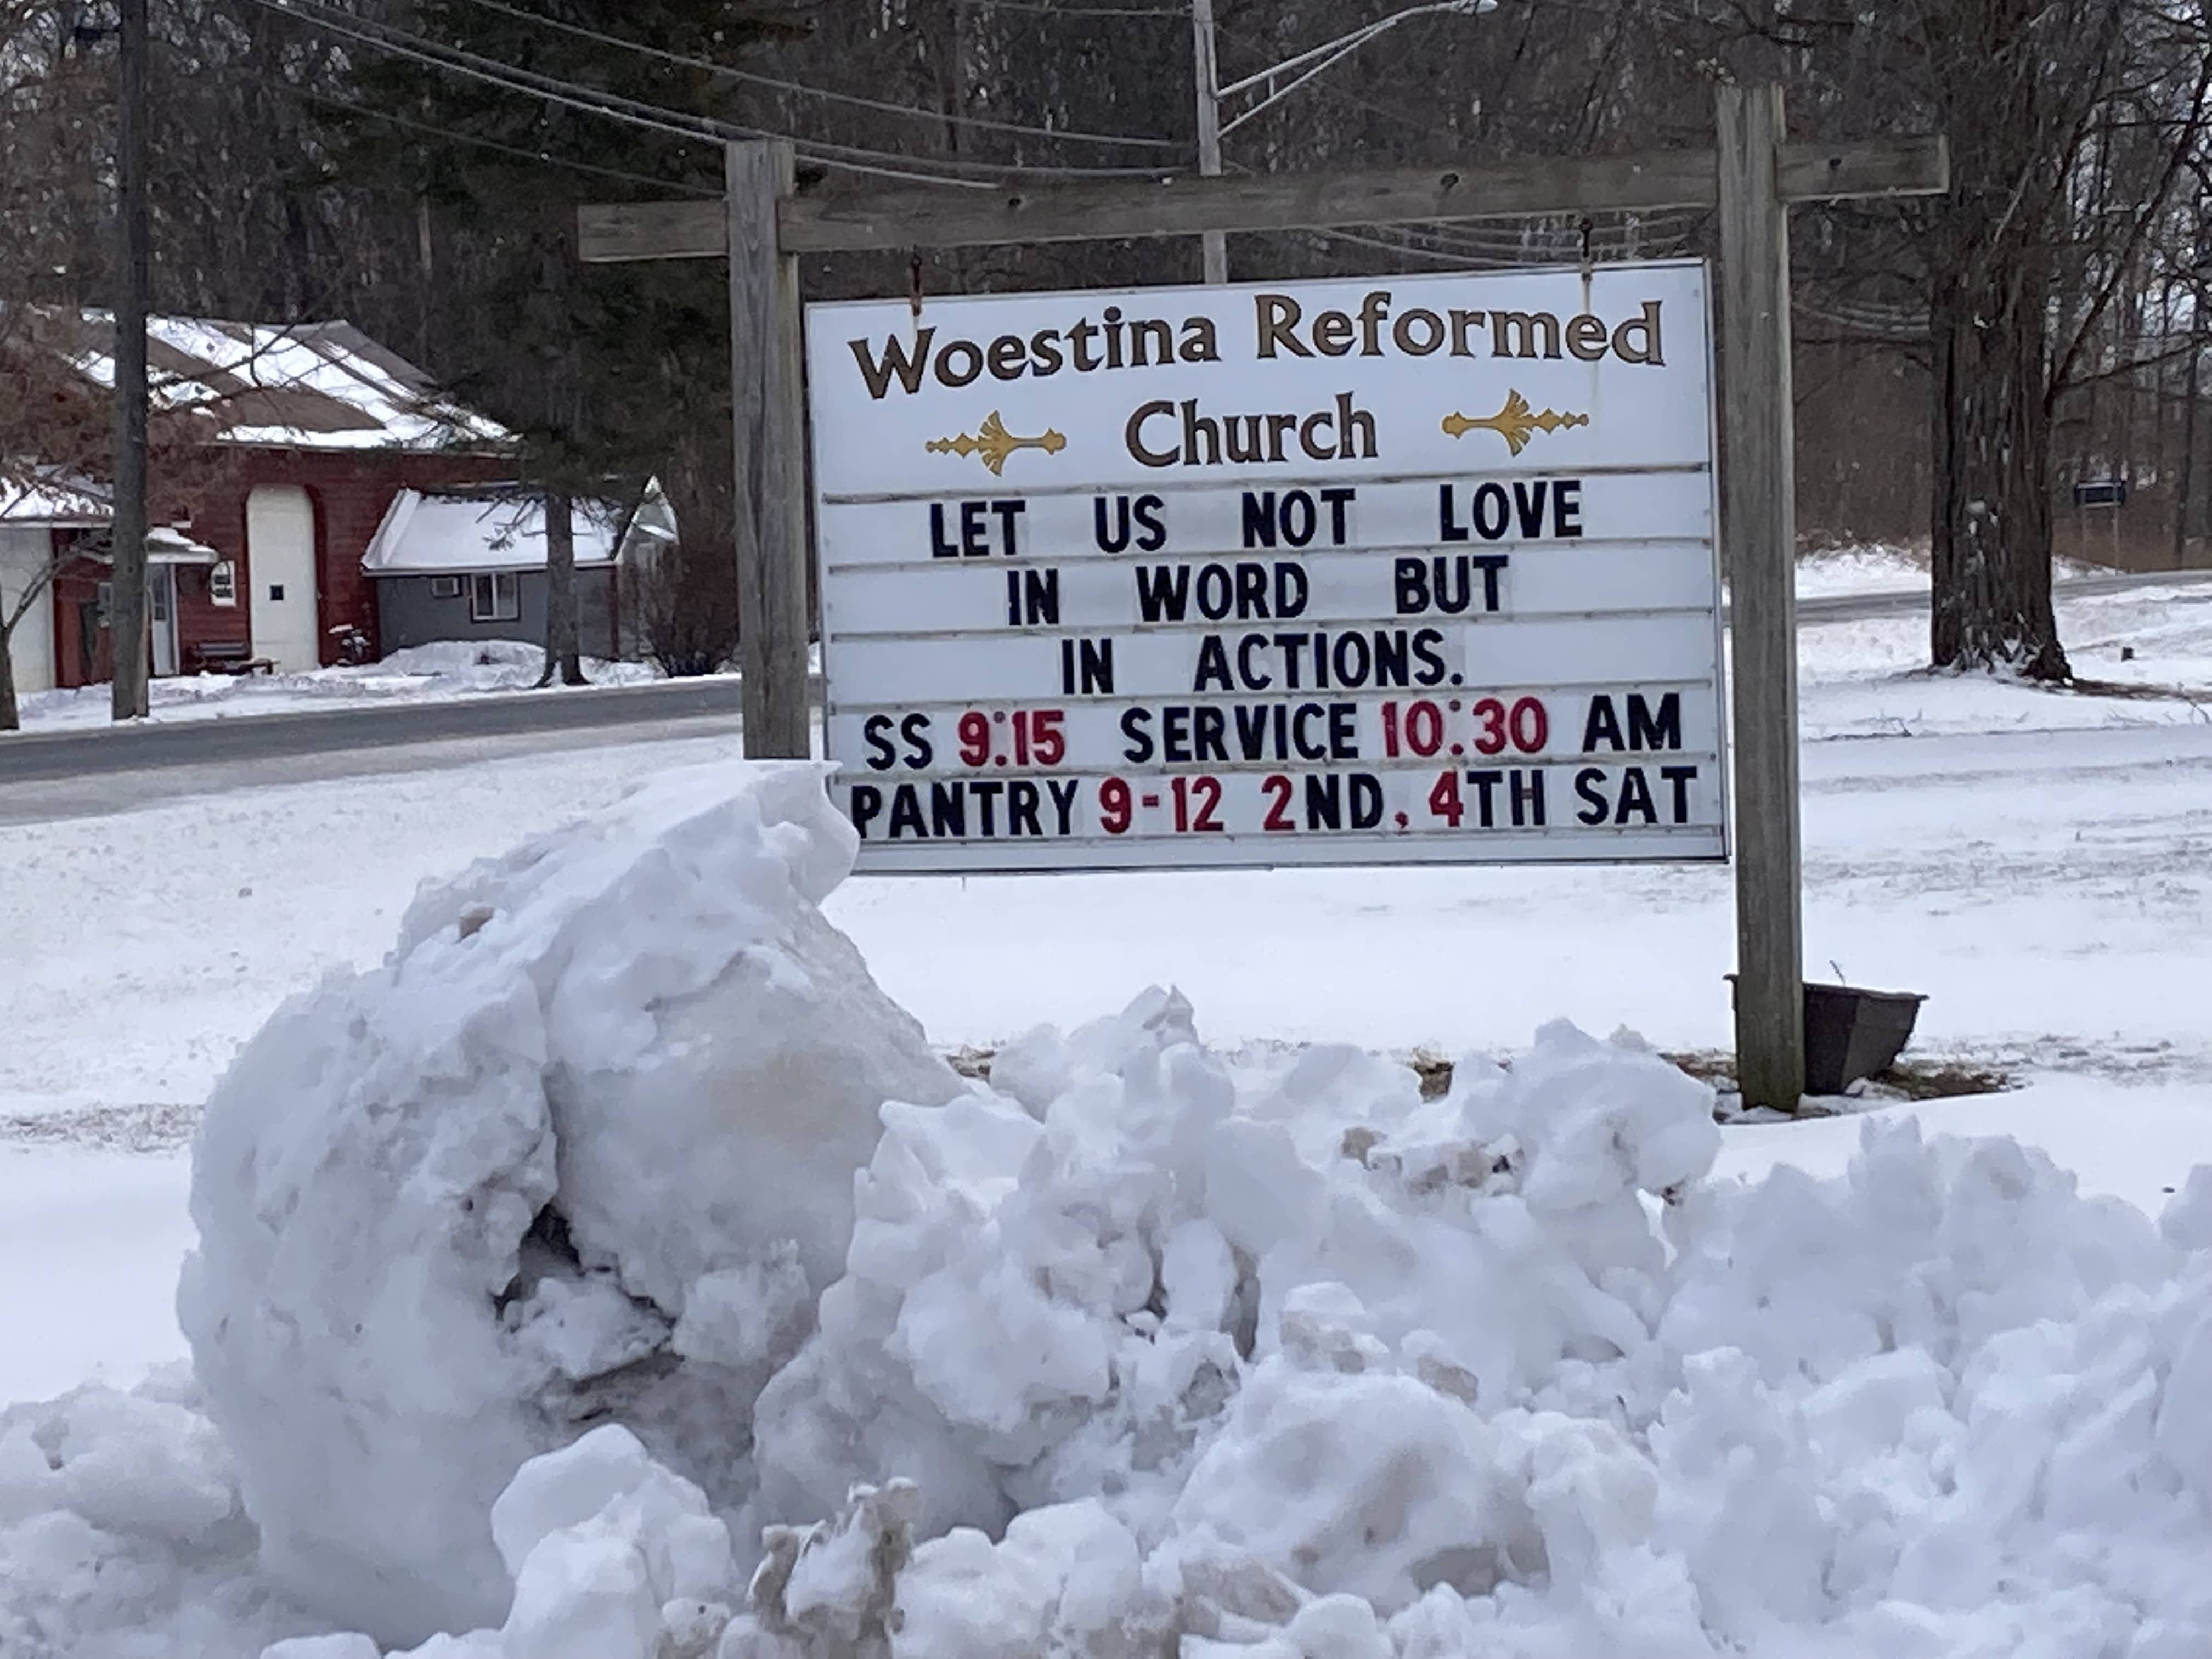 Woestina Reformed
Church
LET US NOT LOVE
IN WORD BUT
IN ACTIONS.
SS 9:15 SERVICE 10:30 AM
PANTRY 9-12 2ND, 4TH SAT